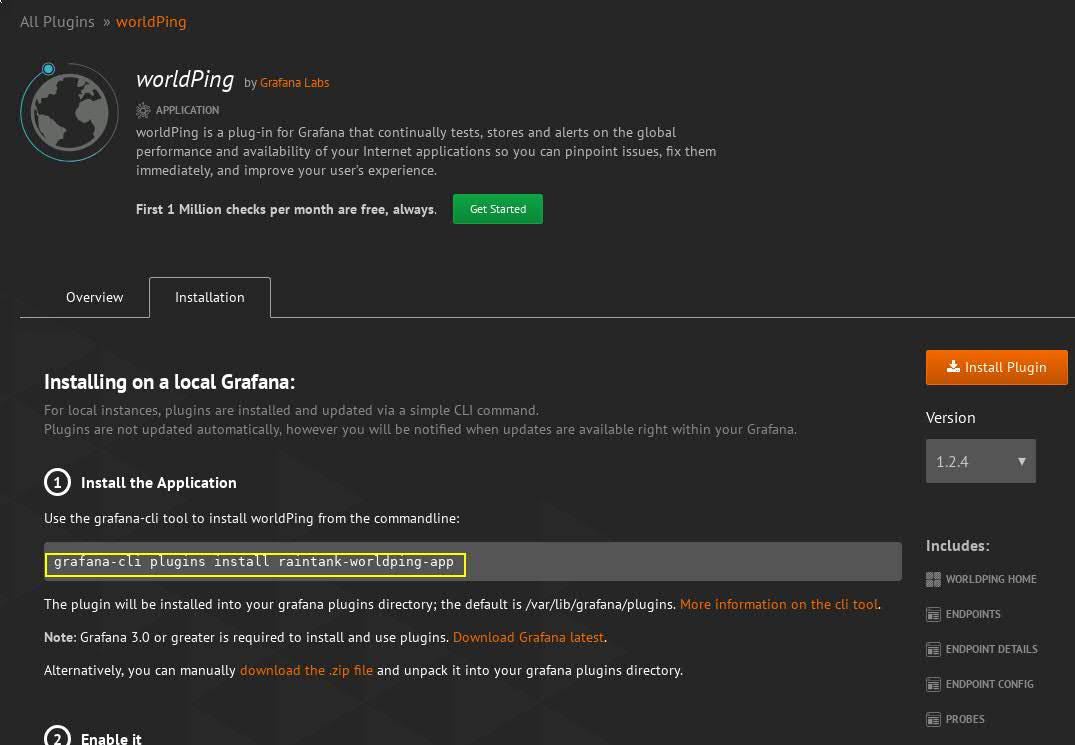 All Plugins » worldPing
worldPing by Grafana Labs
APPLICATION
worldPing is a plug-in for Grafana that continually tests, stores and alerts on the global
performance and availability of your Internet applications so you can pinpoint issues, fix them
immediately, and improve your user's experience.
First 1 Million checks per month are free, always. Get Started
Overview Installation
Installing on a local Grafana:
For local instances, plugins are installed and updated via a simple CLI command.
Plugins are not updated automatically, however you will be notified when updates are available right within your Grafana.
1 Install the Application
Use the grafana-cli tool to install worldPing from the commandline:
grafana-cli plugins install raintank-worldping-app
The plugin will be installed into your grafana plugins directory; the default is /var/lib/grafana/plugins. More information on the cli tool.
Note: Grafana 3.0 or greater is required to install and use plugins. Download Grafana latest.
Alternatively, you can manually download the .zip file and unpack it into your grafana plugins directory.
2 Enable it
Install Plugin
Version
1.2.4
Includes:
WORLDPING HOME
ENDPOINTS
ENDPOINT DETAILS
ENDPOINT CONFIG
PROBES